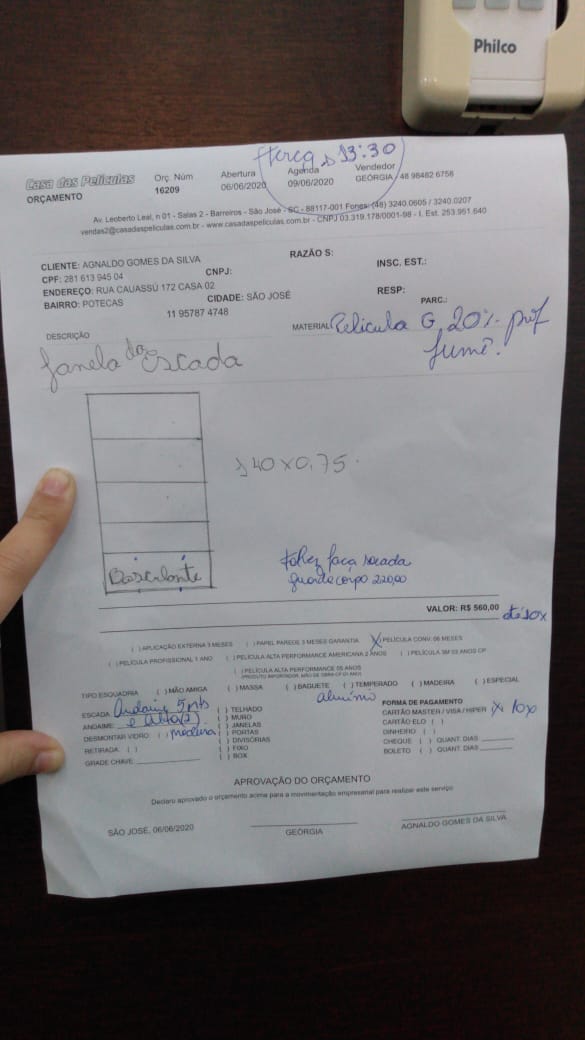 Philco
terça 13:30
Casa das Películas
ORÇAMENTO
Orç. Núm
16209
Abertura
06/06/2020
Agenda
09/06/2020
Vendedor
GEÓRGIA
48 98462 6758
Av. Leoberto Leal, n 01 - Salas 2 - Barreiros - São José - SC - 88117-001 Fones: (48) 3240.0605 / 3240.0207
vendas2@casadaspeliculas.com.br - www.casadaspeliculas.com.br - CNPJ 03.319.178/0001-98 - I. Est. 253.951.640
CLIENTE: AGNALDO GOMES DA SILVA
RAZÃO S:
CPF: 281 613 945 04
CNPJ:
INSC. EST.:
ENDEREÇO: RUA CAUASSÚ 172 CASA 02
RESP:
BAIRRO: POTECAS
CIDADE: SÃO JOSÉ
PARC.:
11 95787 4748
DESCRIÇÃO
MATERIAL Película G 20% prof
fumê.
Janela da Escada
1,40 x 0,75
Basculante
Talvez faça sacada
guarda corpo 220,00
VALOR: R$ 560,00 até 10x
( ) APLICAÇÃO EXTERNA 3 MESES ( ) PAPEL PAREDE 3 MESES GARANTIA (X) PELÍCULA CONV. 06 MESES
( ) PELÍCULA PROFISSIONAL 1 ANO ( ) PELÍCULA ALTA PERFORMANCE AMERICANA 2 ANOS ( ) PELÍCULA 3M 03 ANOS CP
( ) PELÍCULA ALTA PERFORMANCE 05 ANOS
TIPO ESQUADRIA ( ) MÃO AMIGA ( ) MASSA ( ) BAGUETE ( ) TEMPERADO ( ) MADEIRA ( ) ESPECIAL
alumínio
ESCADA: Andaime 5 pts
ANDAIME: e Alta(2)
DESMONTAR VIDRO: ( ) madeira
RETIRADA: ( )
GRADE CHAVE:
( ) TELHADO
( ) MURO
( ) JANELAS
( ) PORTAS
( ) DIVISÓRIAS
( ) FIXO
( ) BOX
FORMA DE PAGAMENTO
CARTÃO MASTER / VISA / HIPER (X) 10x
CARTÃO ELO ( )
DINHEIRO ( )
CHEQUE ( ) QUANT. DIAS
BOLETO ( ) QUANT. DIAS
APROVAÇÃO DO ORÇAMENTO
Declaro aprovado o orçamento acima para a movimentação empresarial para realizar este serviço
SÃO JOSÉ, 06/06/2020
GEÓRGIA
AGNALDO GOMES DA SILVA